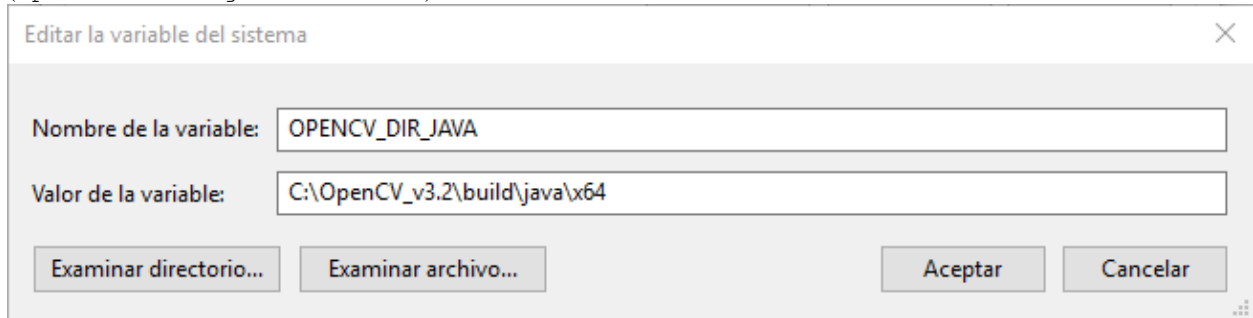 Editar la variable del sistema
Nombre de la variable: OPENCV_DIR_JAVA
Valor de la variable: C:\OpenCV_v3.2\build\java\x64
Examinar directorio... Examinar archivo... Aceptar Cancelar